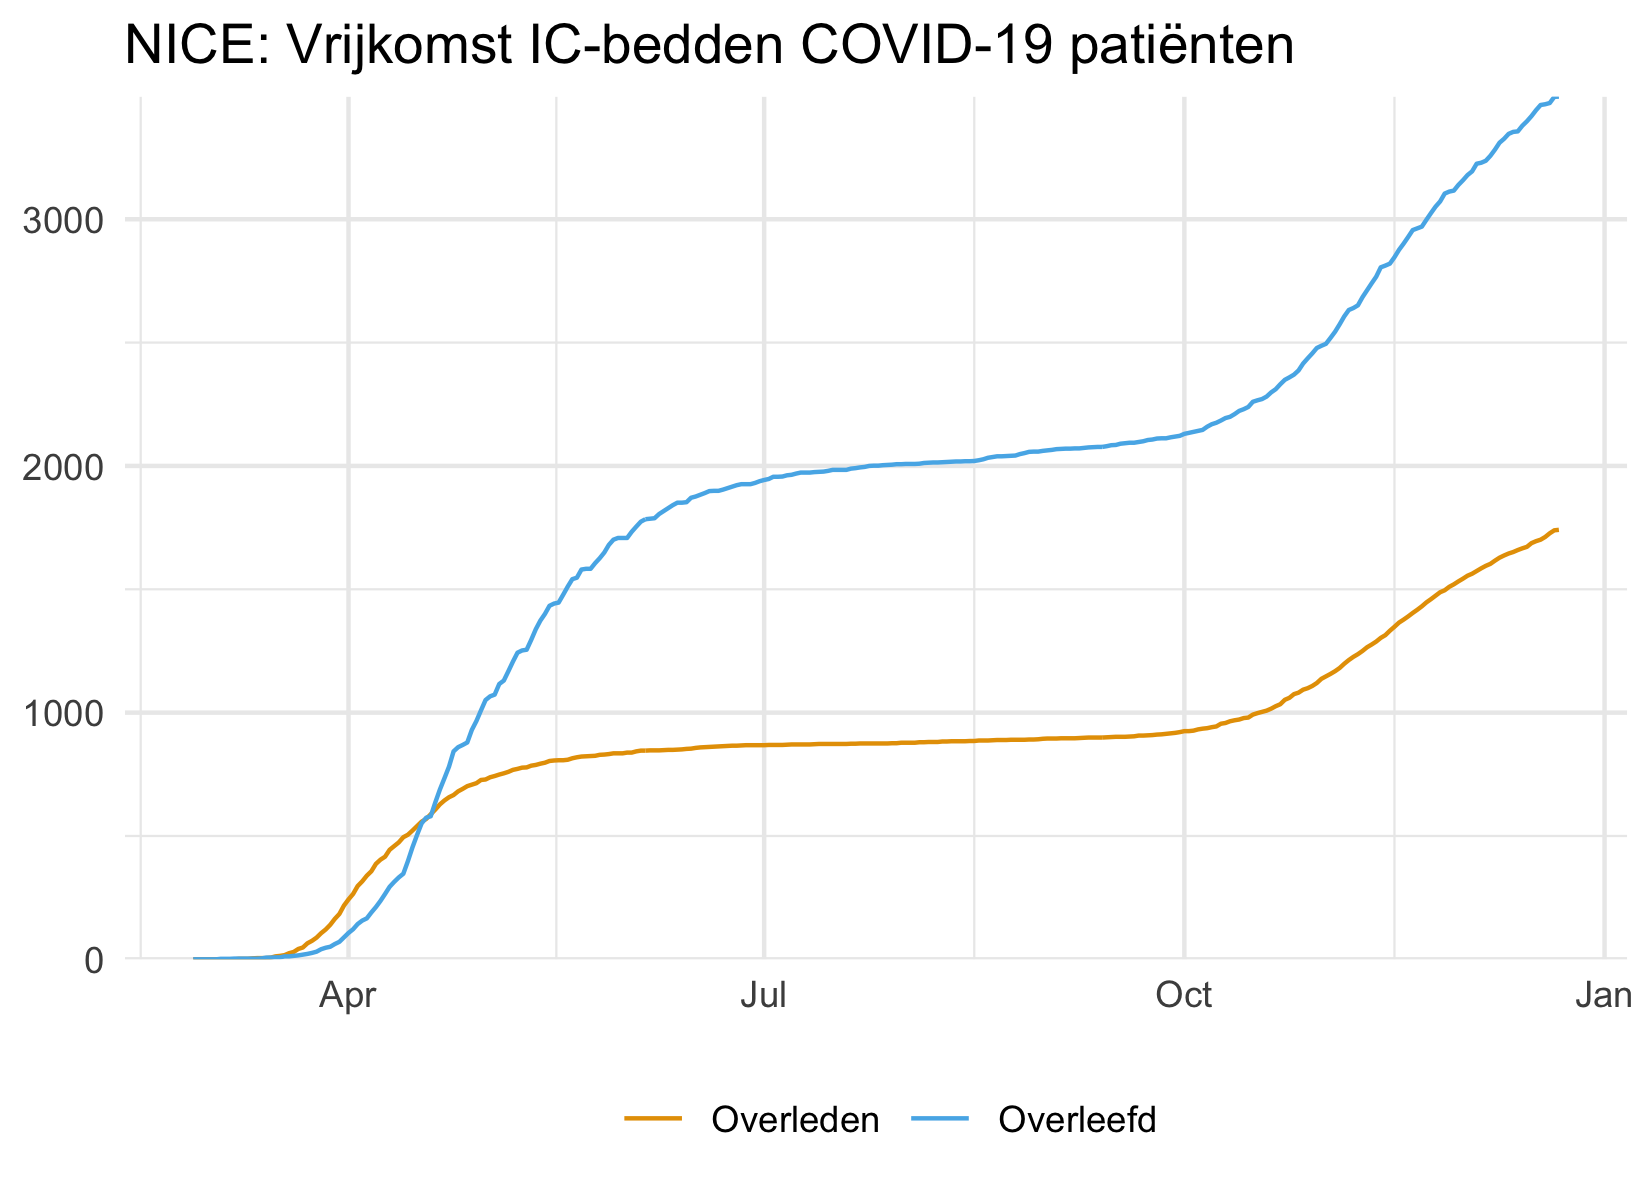 NICE: Vrijkomst IC-bedden COVID-19 patiënten
3000
2000
1000
0
Apr Jul Oct Jan
Overleden Overleefd